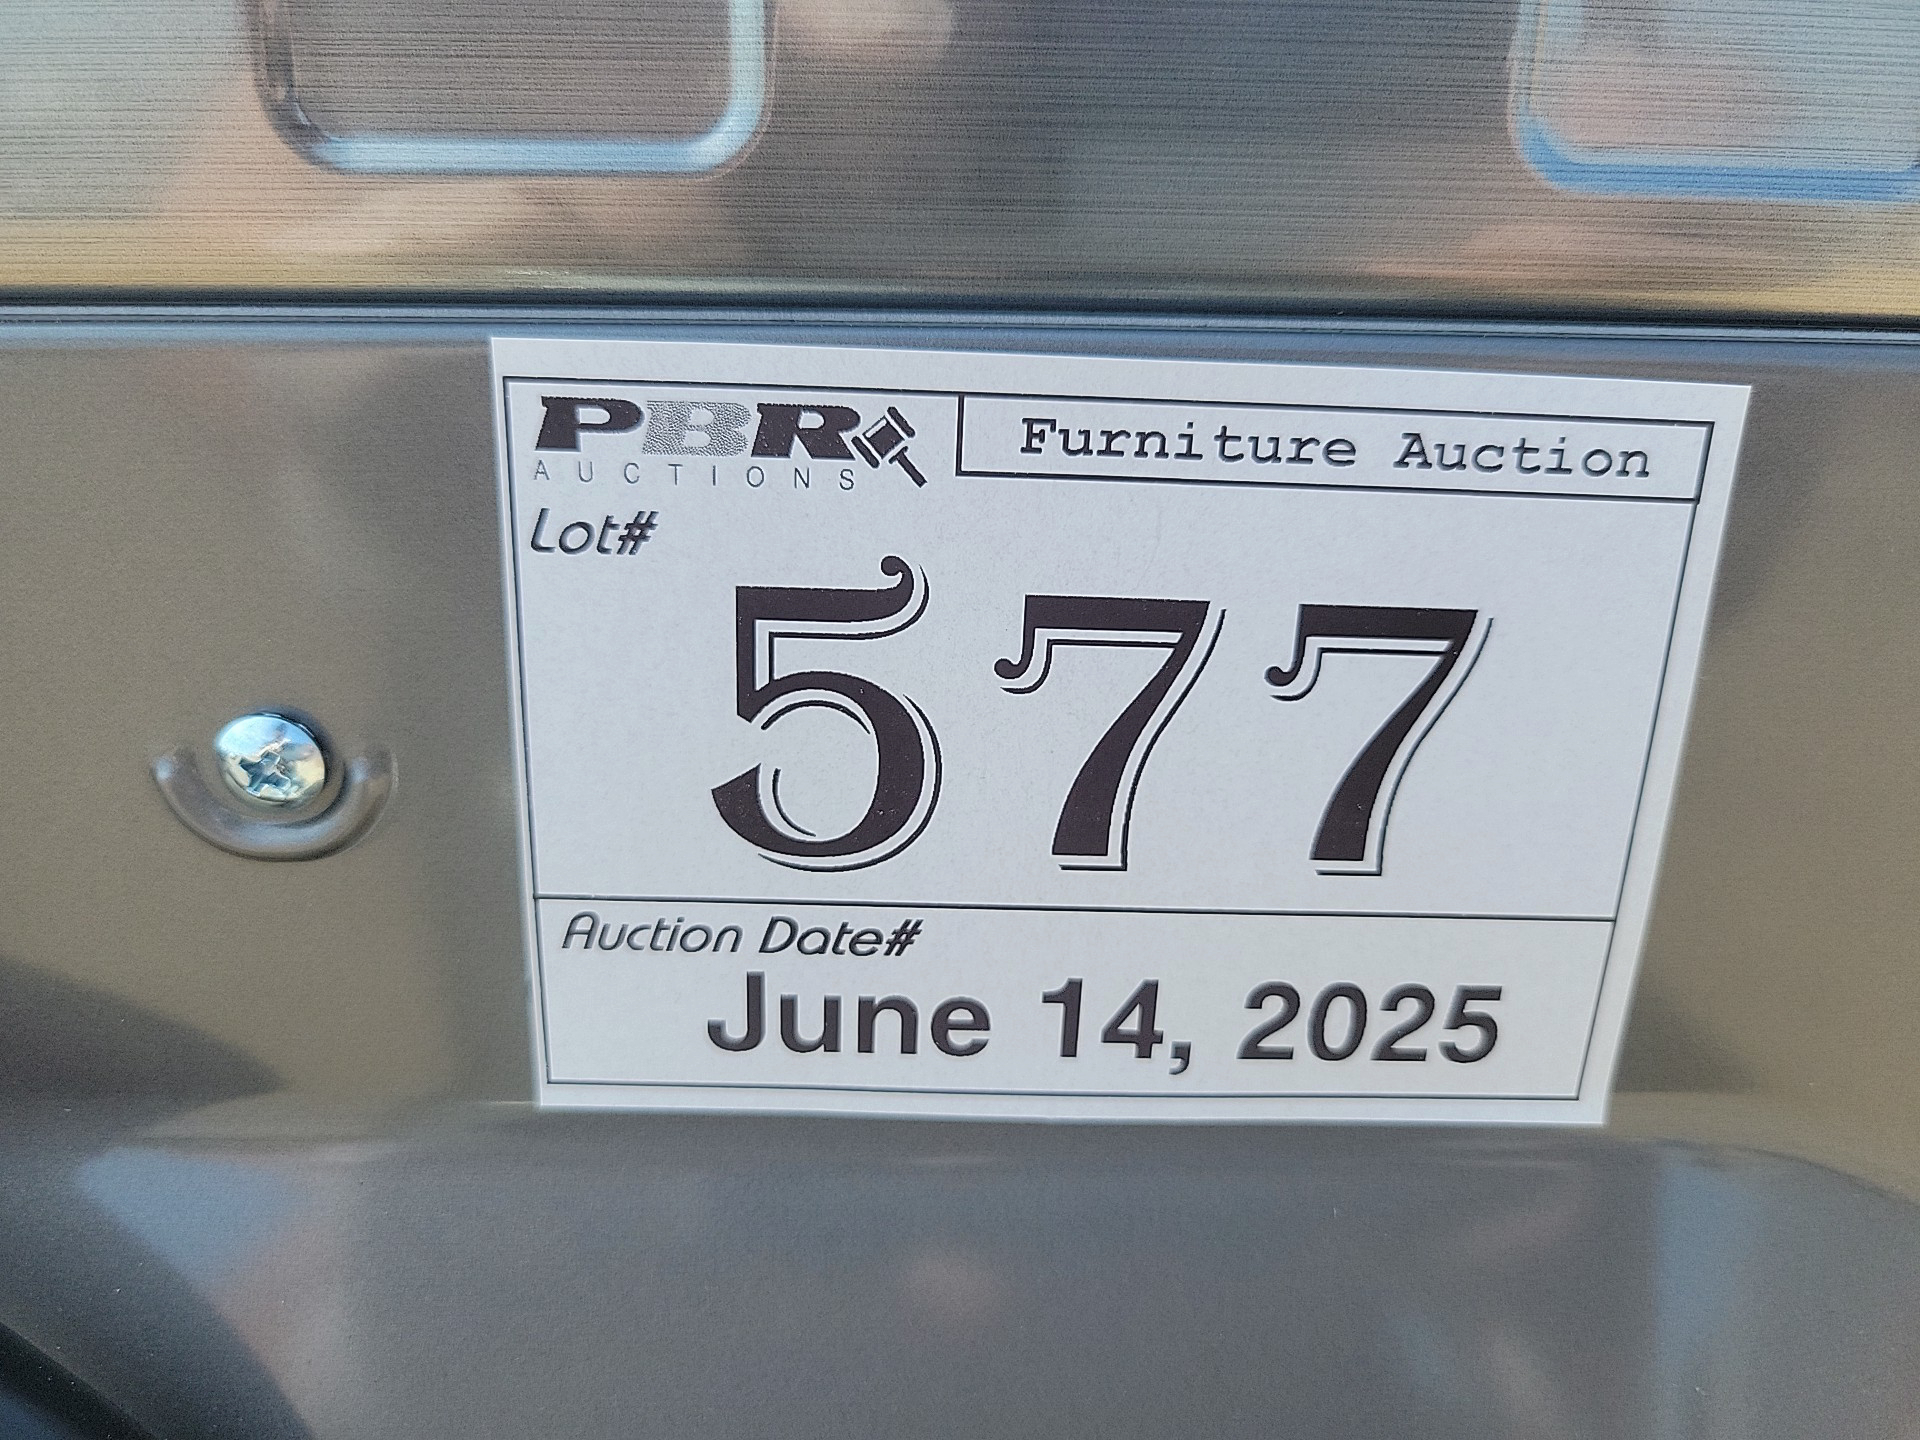 PBR
AUCTIONS
Furniture Auction
Lot#
577
Auction Date#
June 14, 2025